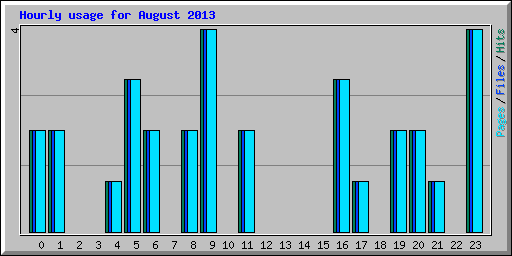 Hourly usage for August 2013
4
Pages/Files/Hits
0 1 2 3 4 5 6 7 8 9 10 11 12 13 14 15 16 17 18 19 20 21 22 23